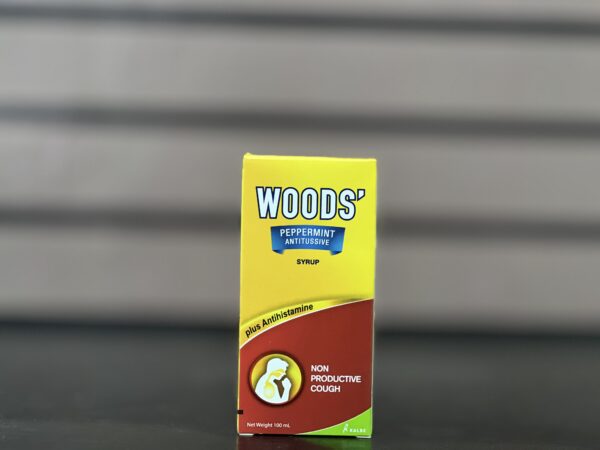 WOODS'
PEPPERMINT
ANTITUSSIVE
SYRUP
plus Antihistamine
NON
PRODUCTIVE
COUGH
Net Weight 100 mL
KALBE